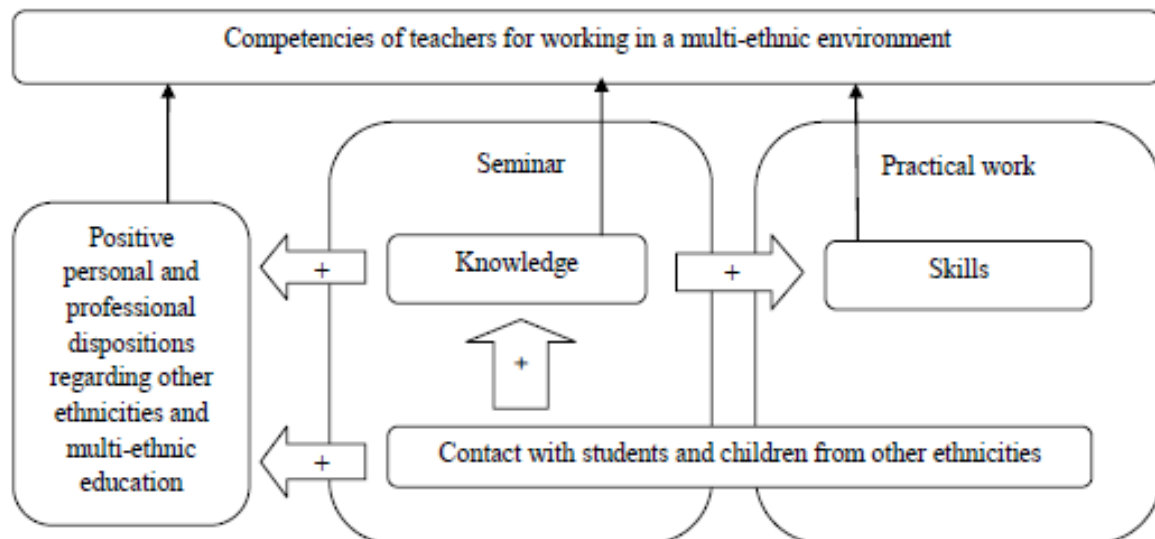 Competencies of teachers for working in a multi-ethnic environment
Seminar
Practical work
Positive
personal and
professional
dispositions
regarding other
ethnicities and
multi-ethnic
education
+
Knowledge
+
Skills
+
+
Contact with students and children from other ethnicities